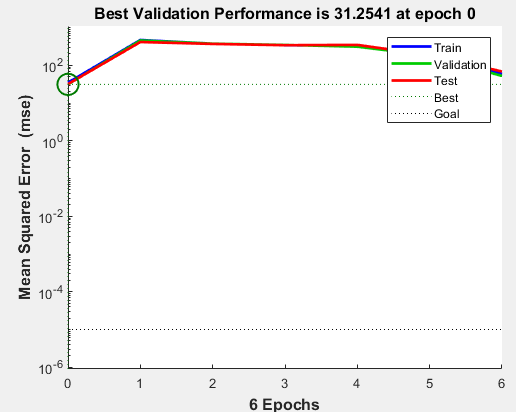 Best Validation Performance is 31.2541 at epoch 0
Mean Squared Error (mse)
10^2
10^0
10^-2
10^-4
10^-6
Train
Validation
Test
Best
Goal
0 1 2 3 4 5 6
6 Epochs